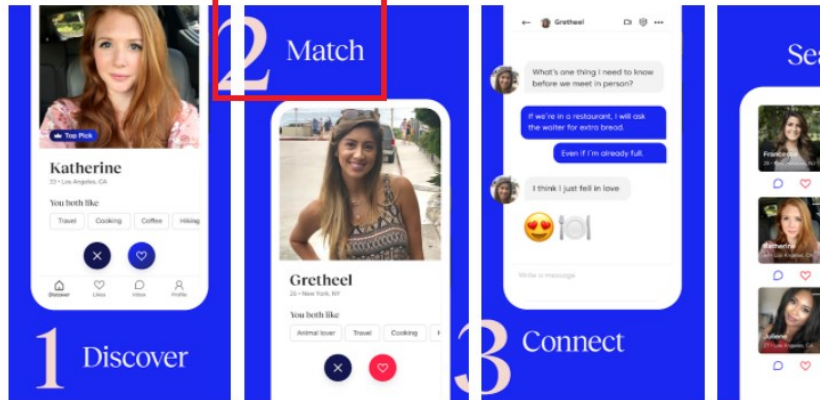 Top Pick
Katherine
33 • Los Angeles, CA
You both like
Travel Cooking Coffee Hiking
Discover Likes Inbox Profile
1 Discover
2 Match
Gretheel
26 • New York, NY
You both like
Animal lover Travel Cooking
Gretheel
What's one thing I need to know
before we meet in person?
If we're in a restaurant, I will ask
the waiter for extra bread.
Even if I'm already full.
I think I just fell in love
😍🍽
Write a message
3 Connect
Sea
Katherine
Juliene